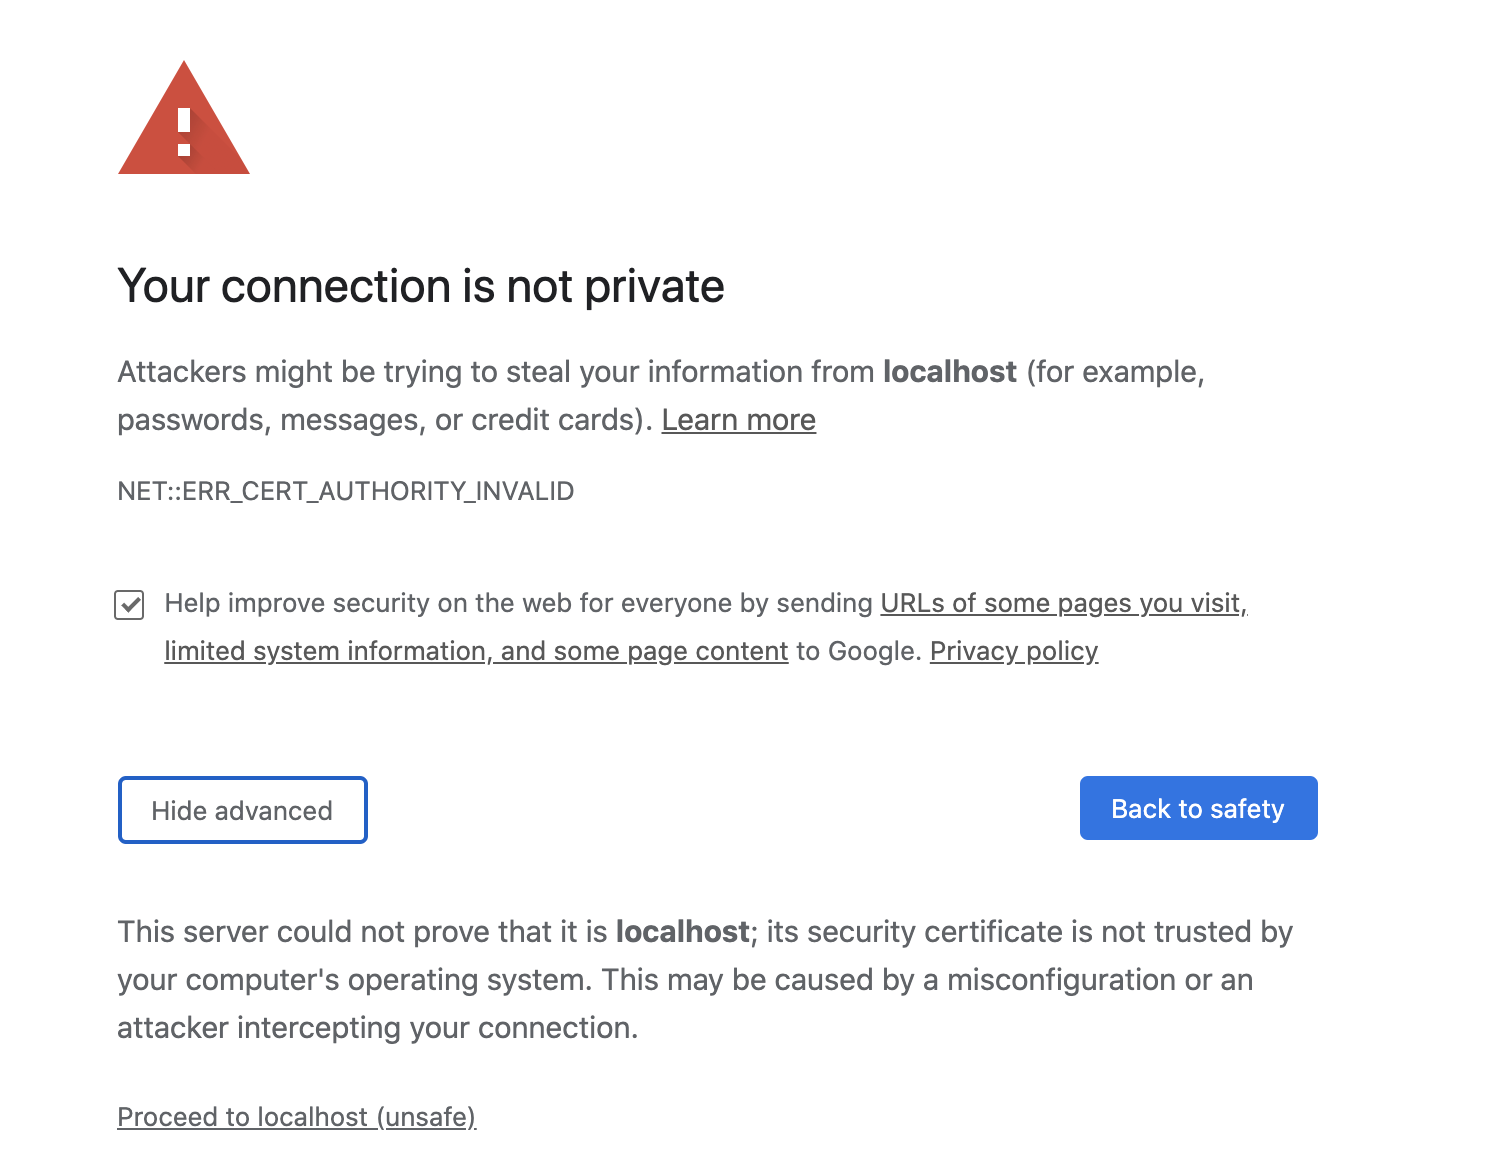 Your connection is not private
Attackers might be trying to steal your information from localhost (for example,
passwords, messages, or credit cards). Learn more
NET::ERR_CERT_AUTHORITY_INVALID
Help improve security on the web for everyone by sending URLs of some pages you visit,
limited system information, and some page content to Google. Privacy policy
Hide advanced
Back to safety
This server could not prove that it is localhost; its security certificate is not trusted by
your computer's operating system. This may be caused by a misconfiguration or an
attacker intercepting your connection.
Proceed to localhost (unsafe)